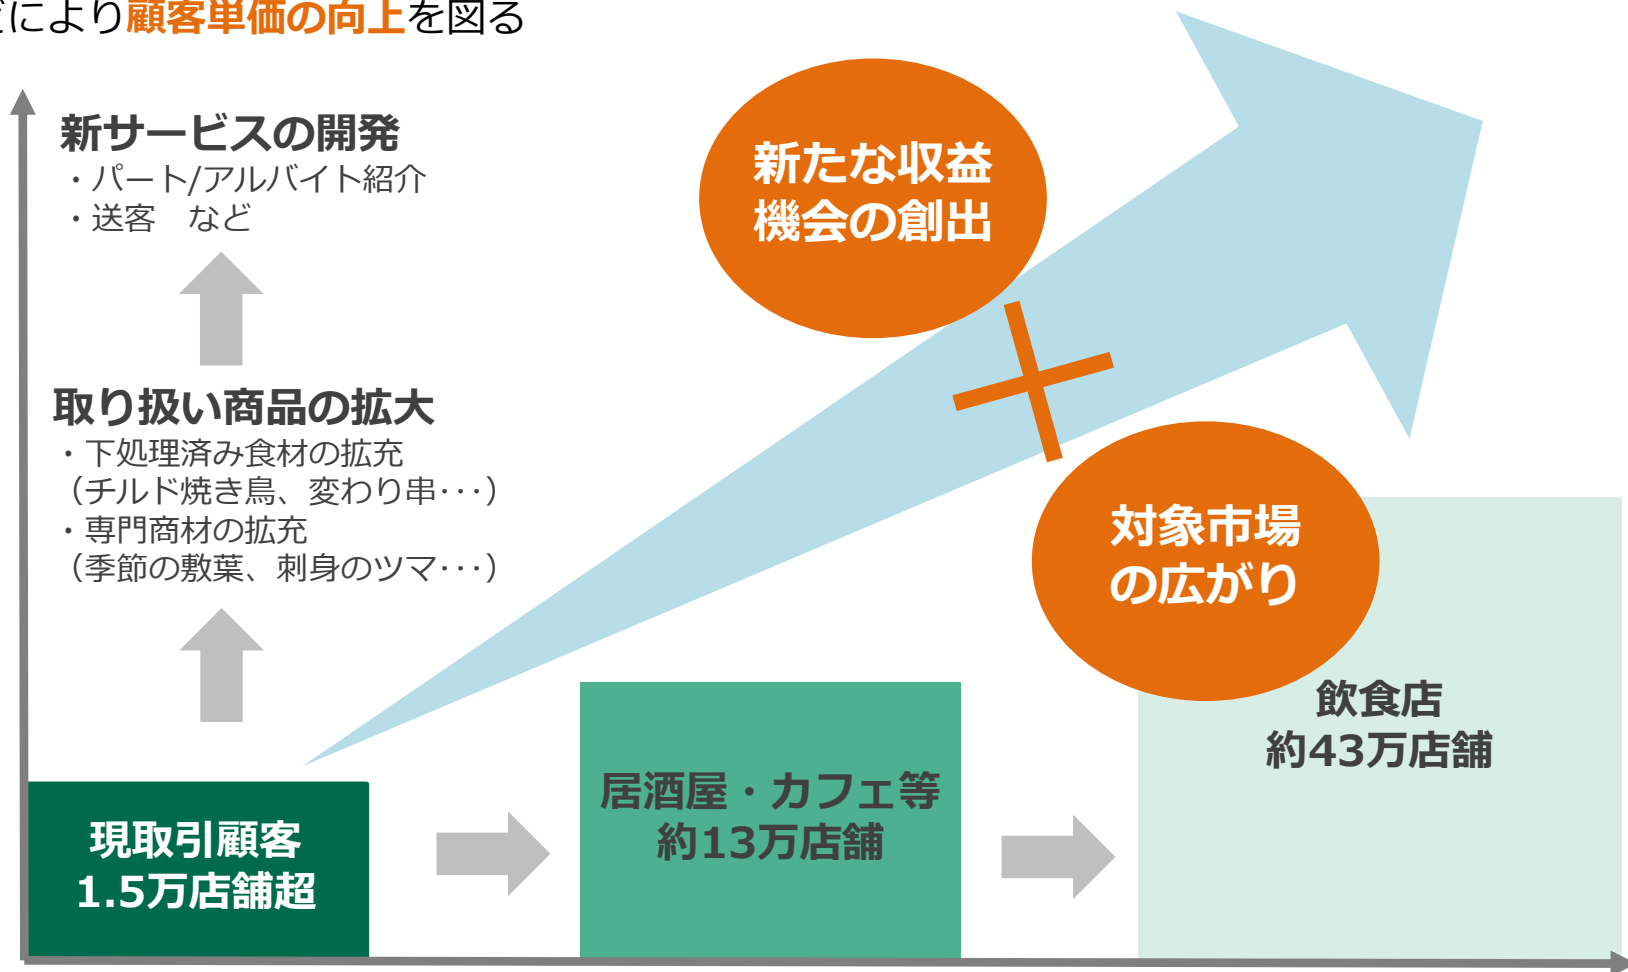 により顧客単価の向上を図る
新サービスの開発
・パート/アルバイト紹介
・送客　など
新たな収益
機会の創出
取り扱い商品の拡大
・下処理済み食材の拡充
（チルド焼き鳥、変わり串･･･）
・専門商材の拡充
（季節の敷葉、刺身のツマ･･･）
対象市場
の広がり
飲食店
約43万店舗
居酒屋・カフェ等
約13万店舗
現取引顧客
1.5万店舗超